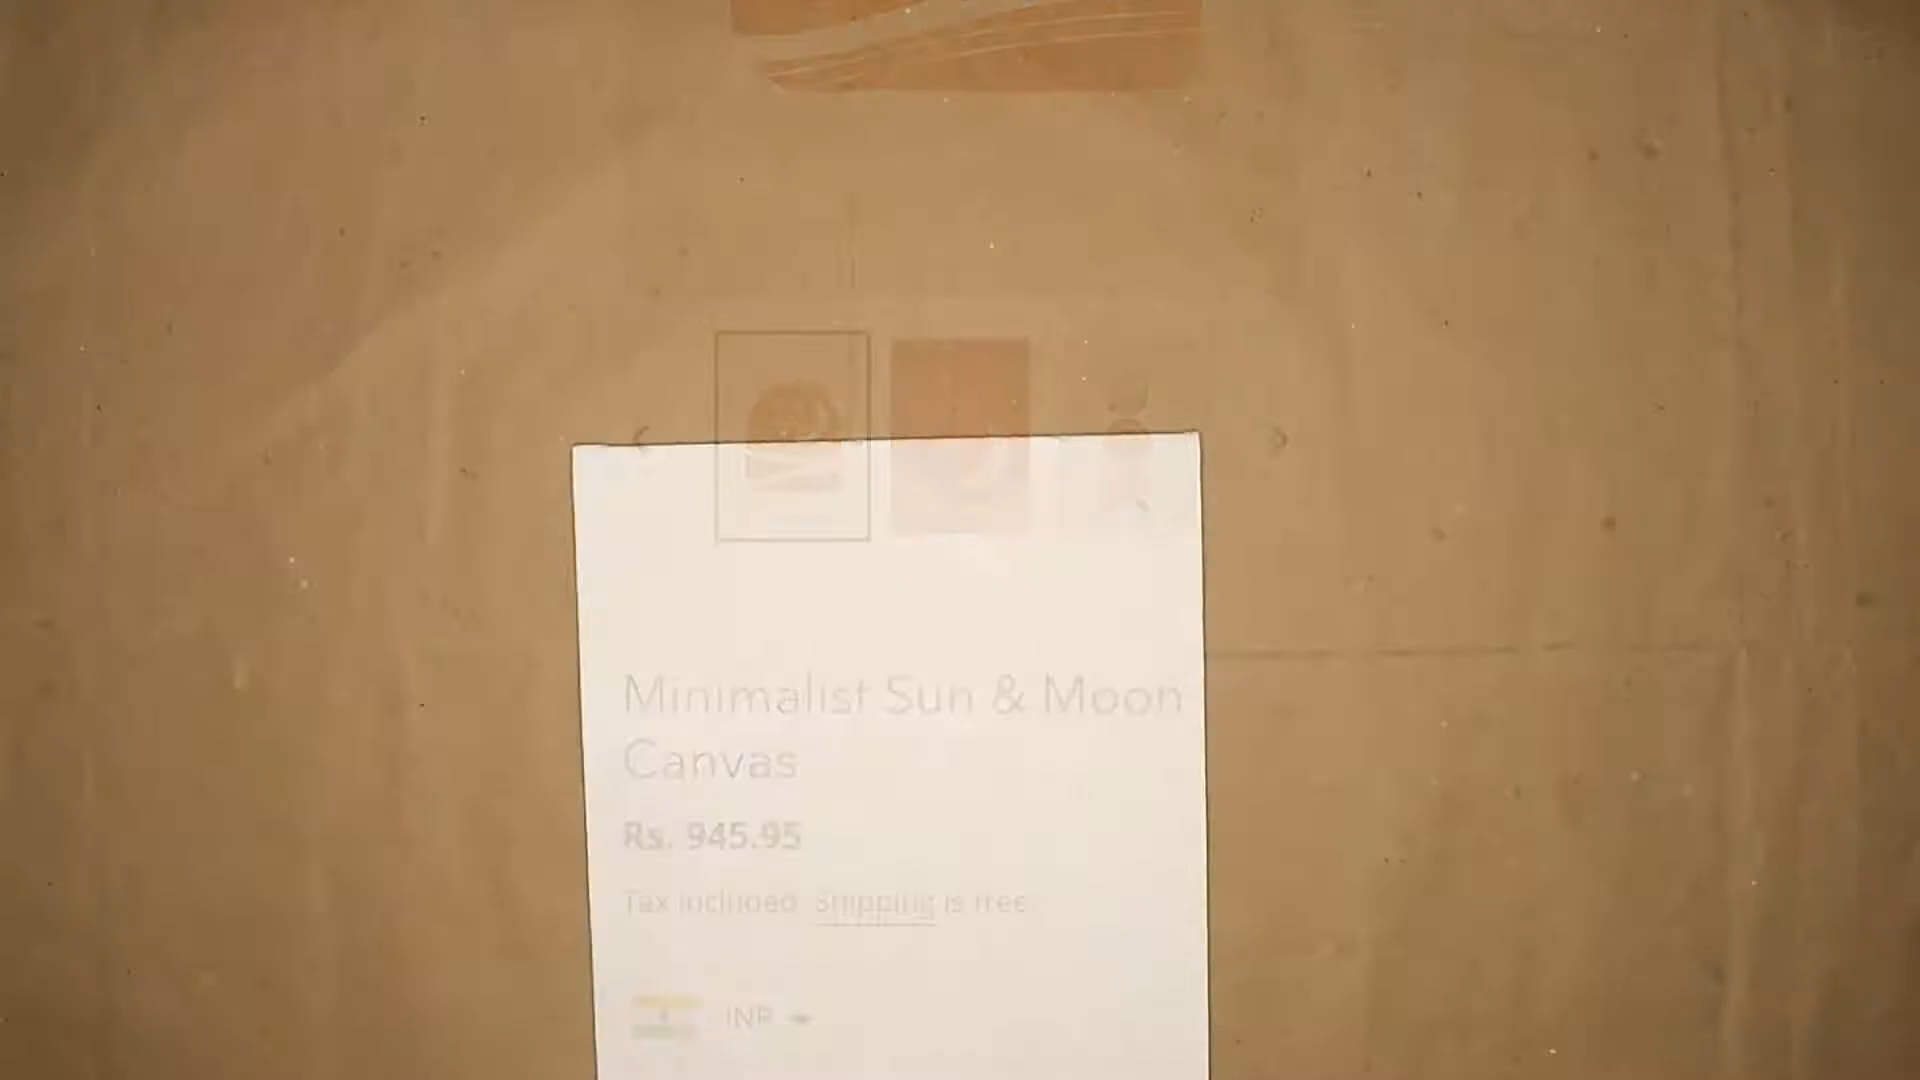 Minimalist Sun & Moon
Canvas
Rs. 945.95
Tax included. Shipping is free.
INR